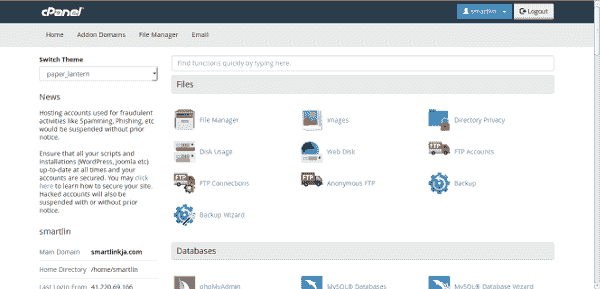 cPanel
smartlin
Logout
Home Addon Domains File Manager Email
Switch Theme
paper_lantern
Find functions quickly by typing here.
News
Hosting accounts used for fraudulent
activities like Spamming, Phishing, etc
would be suspended without prior
notice.
Ensure that all your scripts and
installations (WordPress, Joomla etc)
up-to-date at all times and your
accounts are secured. You may click
here to learn how to secure your site.
Hacked accounts will also be
suspended with or without prior
notice.
smartlin
Main Domain smartlinkja.com
Home Directory /home/smartlin
Last Login From 41.220.69.166
Files
File Manager Images Directory Privacy
Disk Usage Web Disk FTP Accounts
FTP Connections Anonymous FTP Backup
Backup Wizard
Databases
phpMyAdmin MySQL® Databases MySQL® Database Wizard